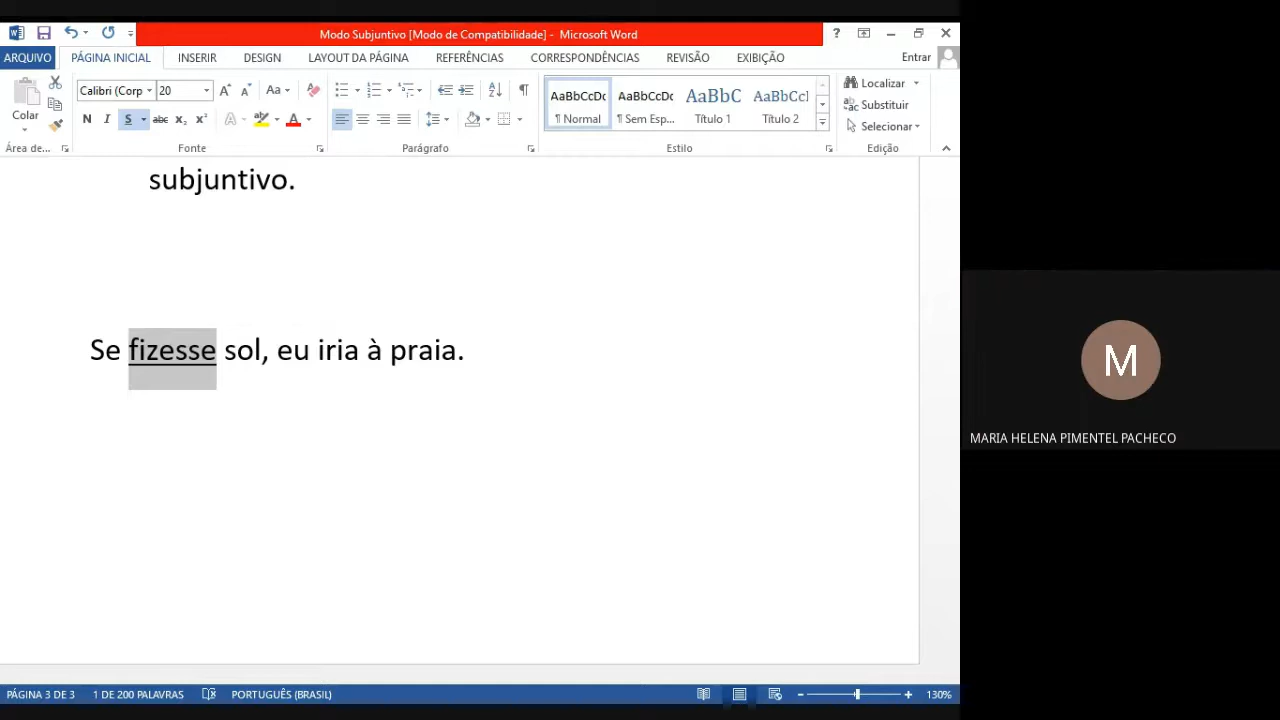 Modo Subjuntivo [Modo de Compatibilidade] - Microsoft Word
?
ARQUIVO PÁGINA INICIAL INSERIR DESIGN LAYOUT DA PÁGINA REFERÊNCIAS CORRESPONDÊNCIAS REVISÃO EXIBIÇÃO Entrar
Colar
Calibri (Corp 20
Aa
N I S abc x₂ x² A A
AaBbCcDc AaBbCcDc AaBbC AaBbCcl
¶ Normal ¶ Sem Esp... Título 1 Título 2
Localizar
Substituir
Selecionar
Área de... Fonte Parágrafo Estilo Edição
subjuntivo.
Se fizesse sol, eu iria à praia.
M
MARIA HELENA PIMENTEL PACHECO
PÁGINA 3 DE 3 1 DE 200 PALAVRAS PORTUGUÊS (BRASIL) 130%